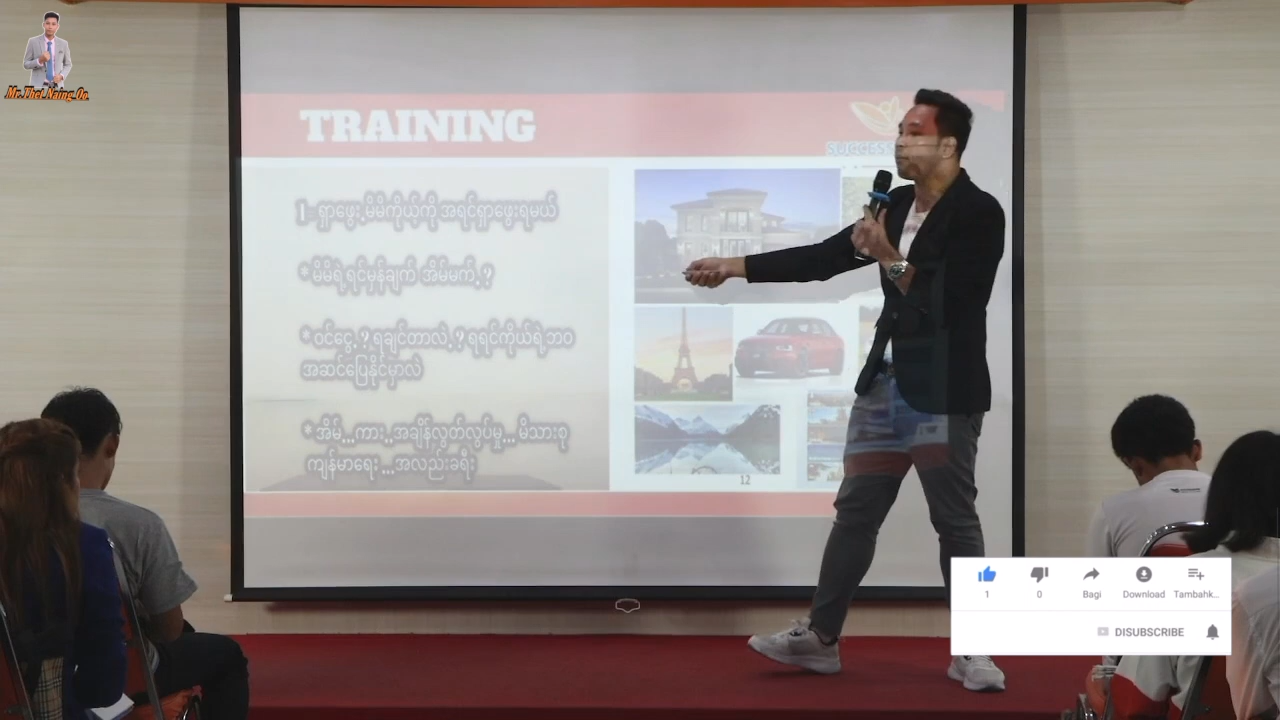 Mr.Thet Naing Oo
TRAINING
SUCCESS
1- ရှာဖွေး မိမိကိုယ့်ကို အရင်ရှာဖွေးရမယ်
* မိမိရဲ့ ရင်မှန်ချက် အိမ်မက်.?
* ဝင်ငွေ.? ရချင်တာလဲ.? ရရင်ကိုယ်ရဲ့ဘဝ
အဆင်ပြေနိုင်မှာလဲ
* အိမ်...ကား..အချိန်လွတ်လွပ်မှု... မိသားစု
ကျန်မာရေး ...အလည်းခရီး
12
1 0 Bagi Download Tambahk...
DISUBSCRIBE